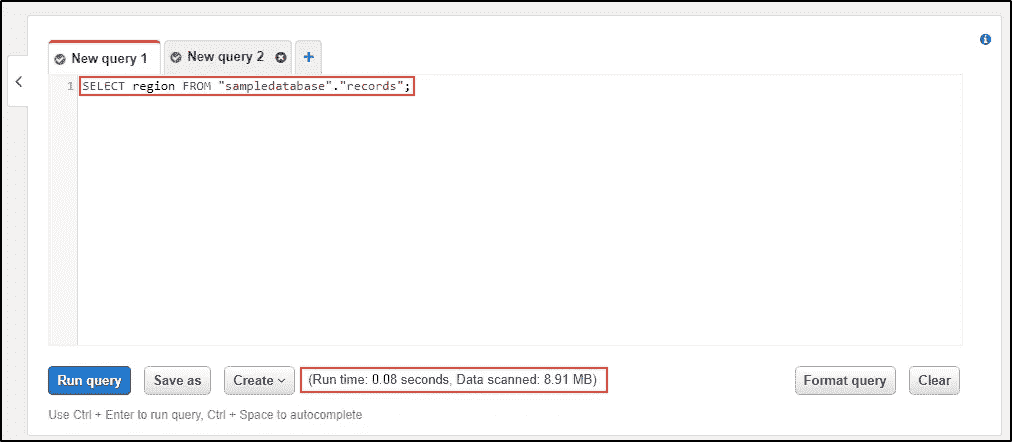 New query 1 New query 2 +
1 SELECT region FROM "sampledatabase"."records";
Run query Save as Create (Run time: 0.08 seconds, Data scanned: 8.91 MB) Format query Clear
Use Ctrl + Enter to run query, Ctrl + Space to autocomplete